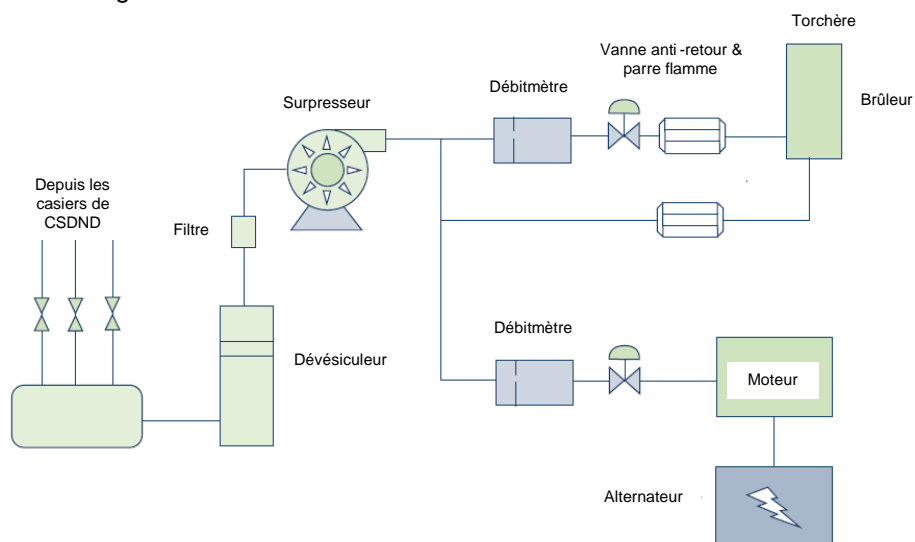 Torchère
Vanne anti -retour &
parre flamme
Débitmètre
Brûleur
Surpresseur
Depuis les
casiers de
CSDND
Filtre
Débitmètre
Dévésiculeur
Moteur
Alternateur